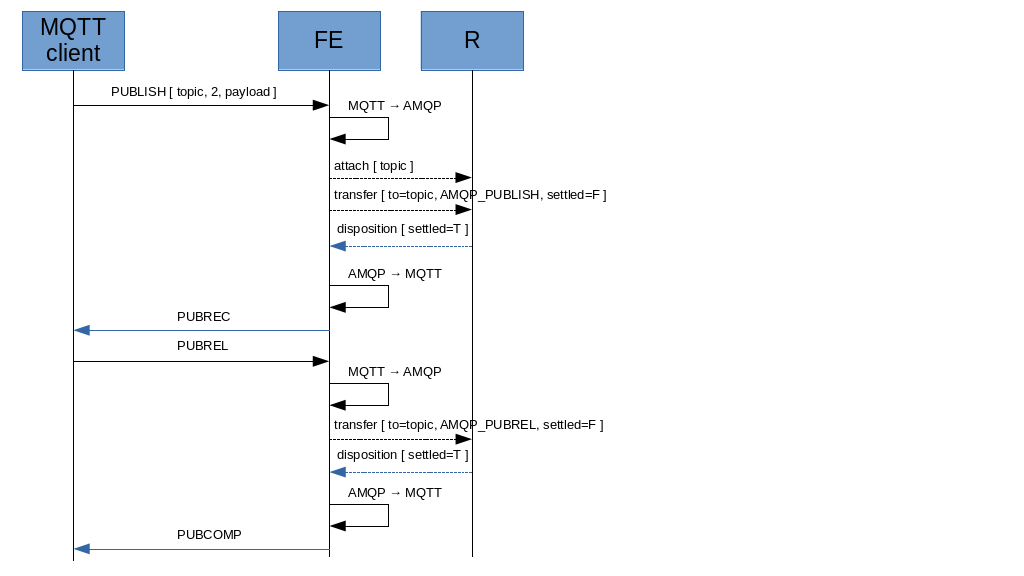 MQTT
client
FE
R
PUBLISH [ topic, 2, payload ]
MQTT → AMQP
attach [ topic ]
transfer [ to=topic, AMQP_PUBLISH, settled=F ]
disposition [ settled=T ]
AMQP → MQTT
PUBREC
PUBREL
MQTT → AMQP
transfer [ to=topic, AMQP_PUBREL, settled=F ]
disposition [ settled=T ]
AMQP → MQTT
PUBCOMP